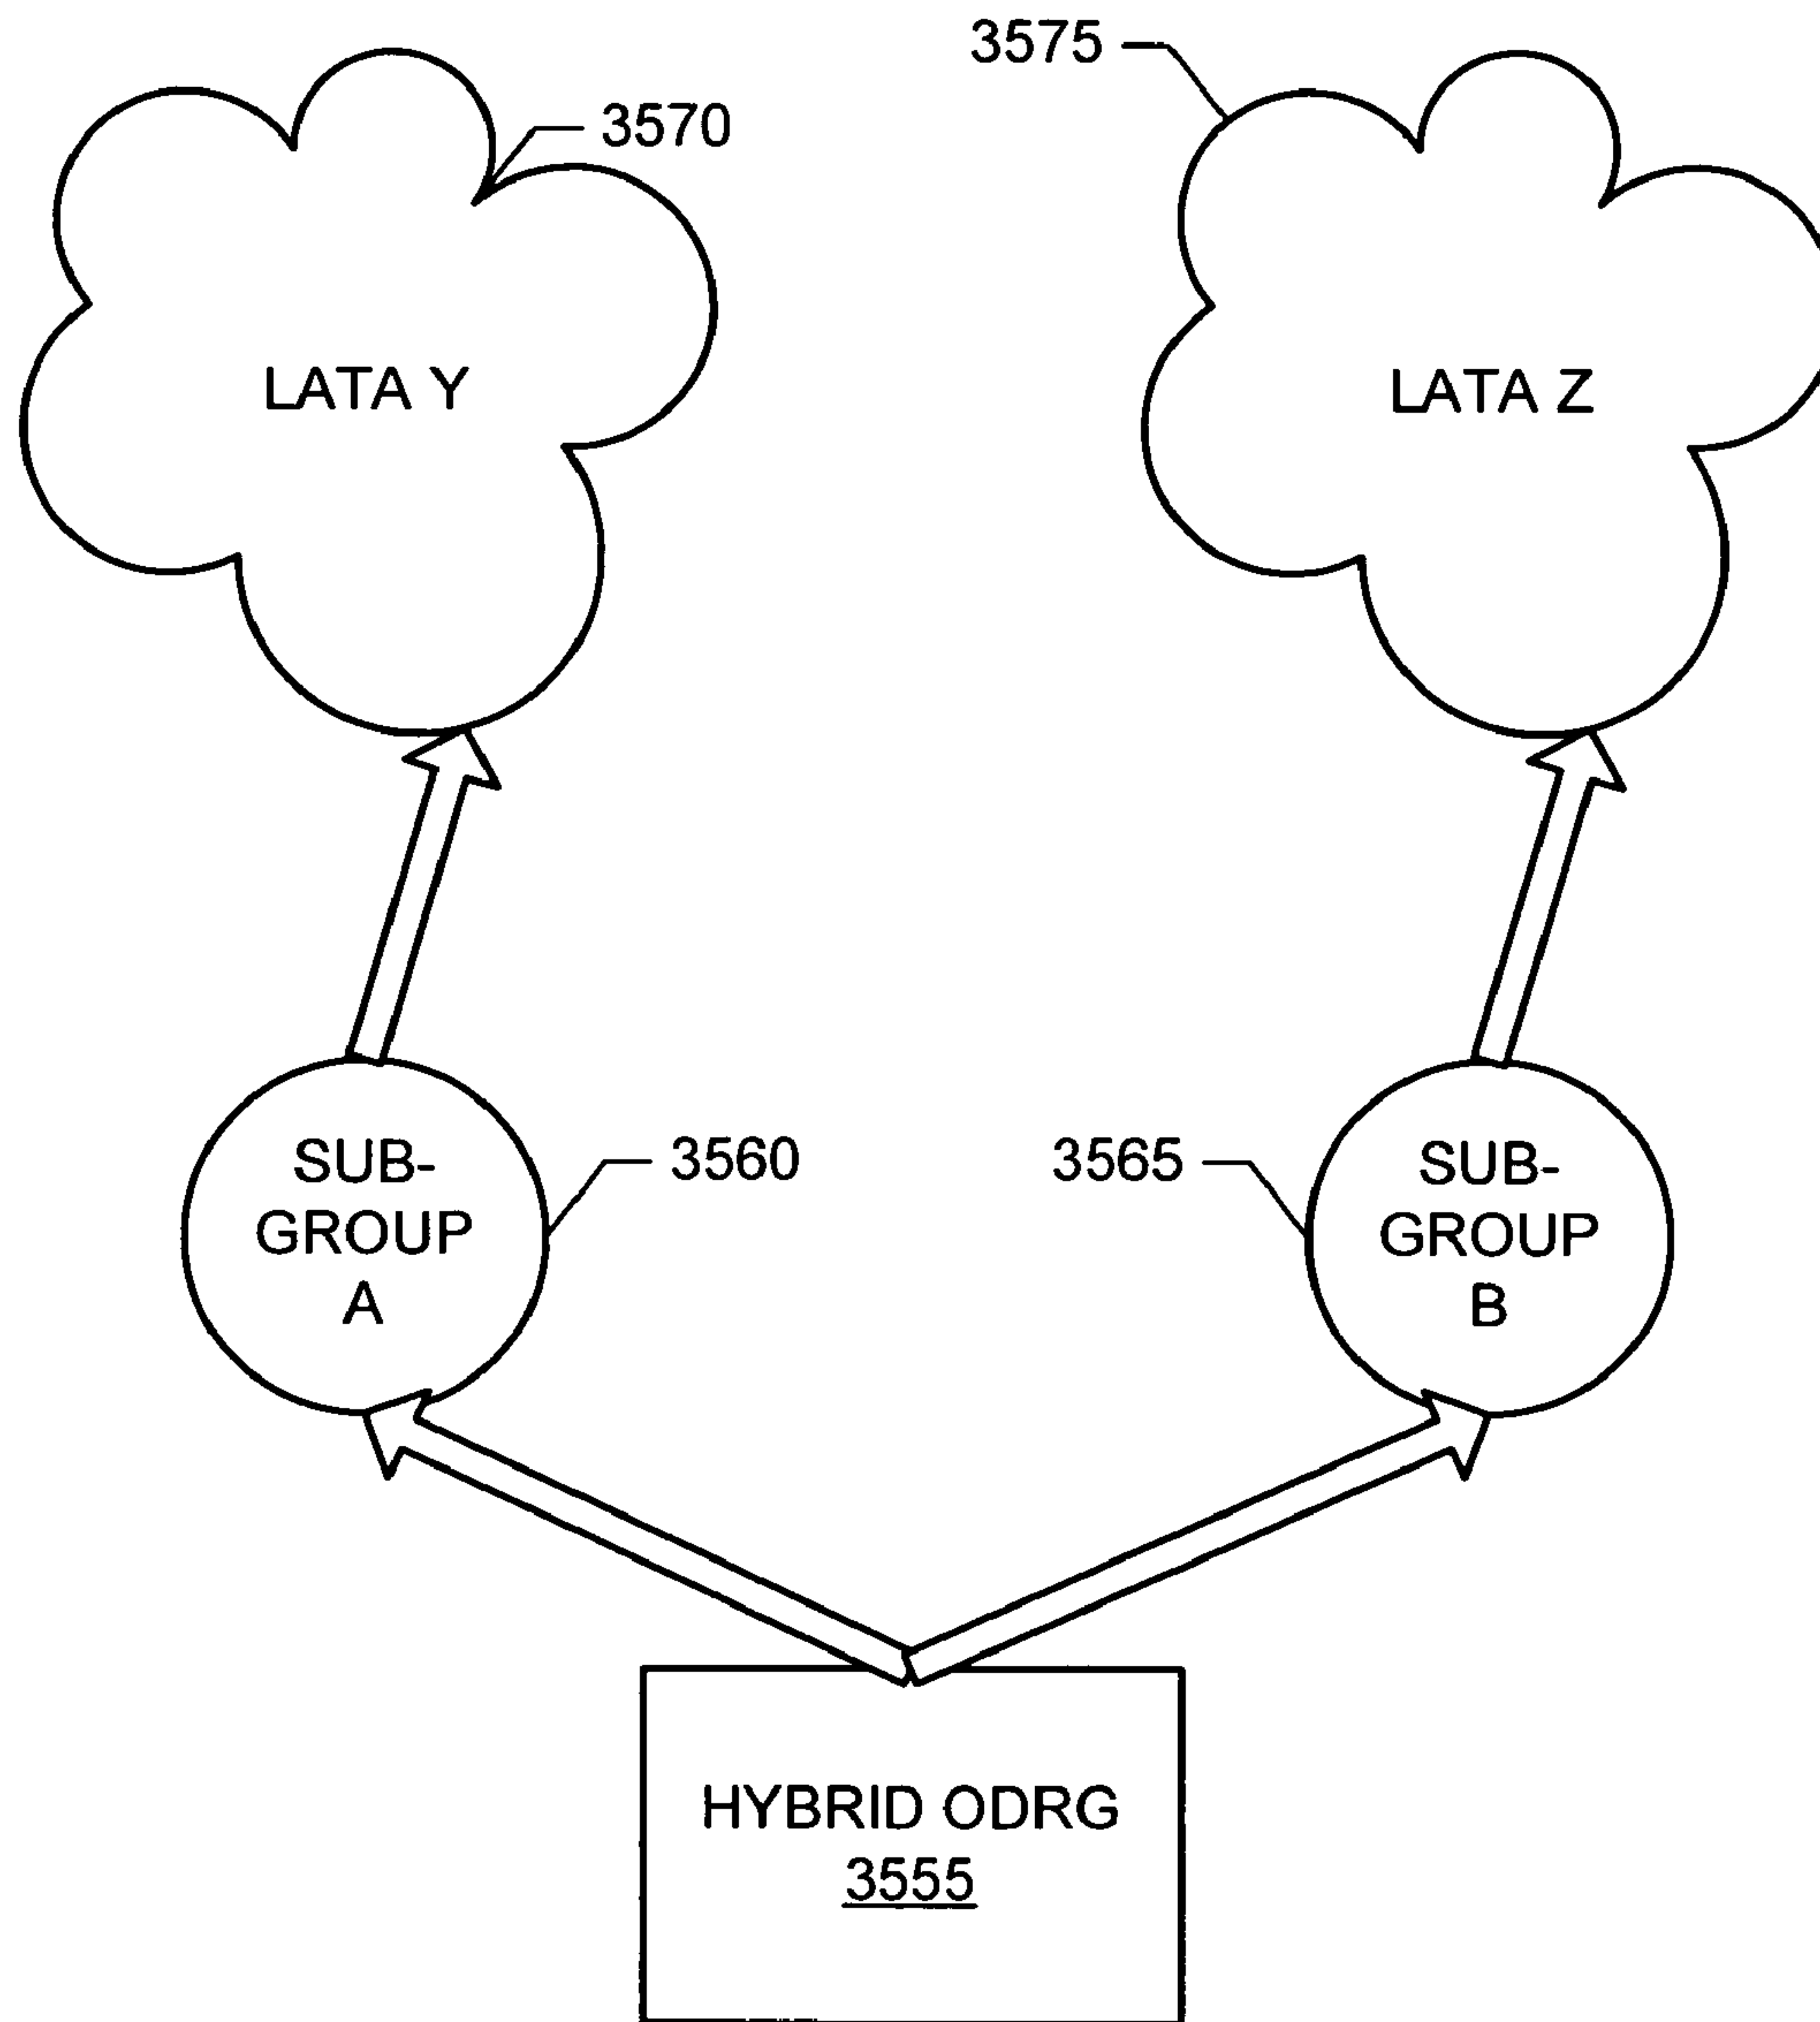 3575
3570
LATA Y
LATA Z
SUB-
GROUP
A
3560
3565
SUB-
GROUP
B
HYBRID ODRG
3555